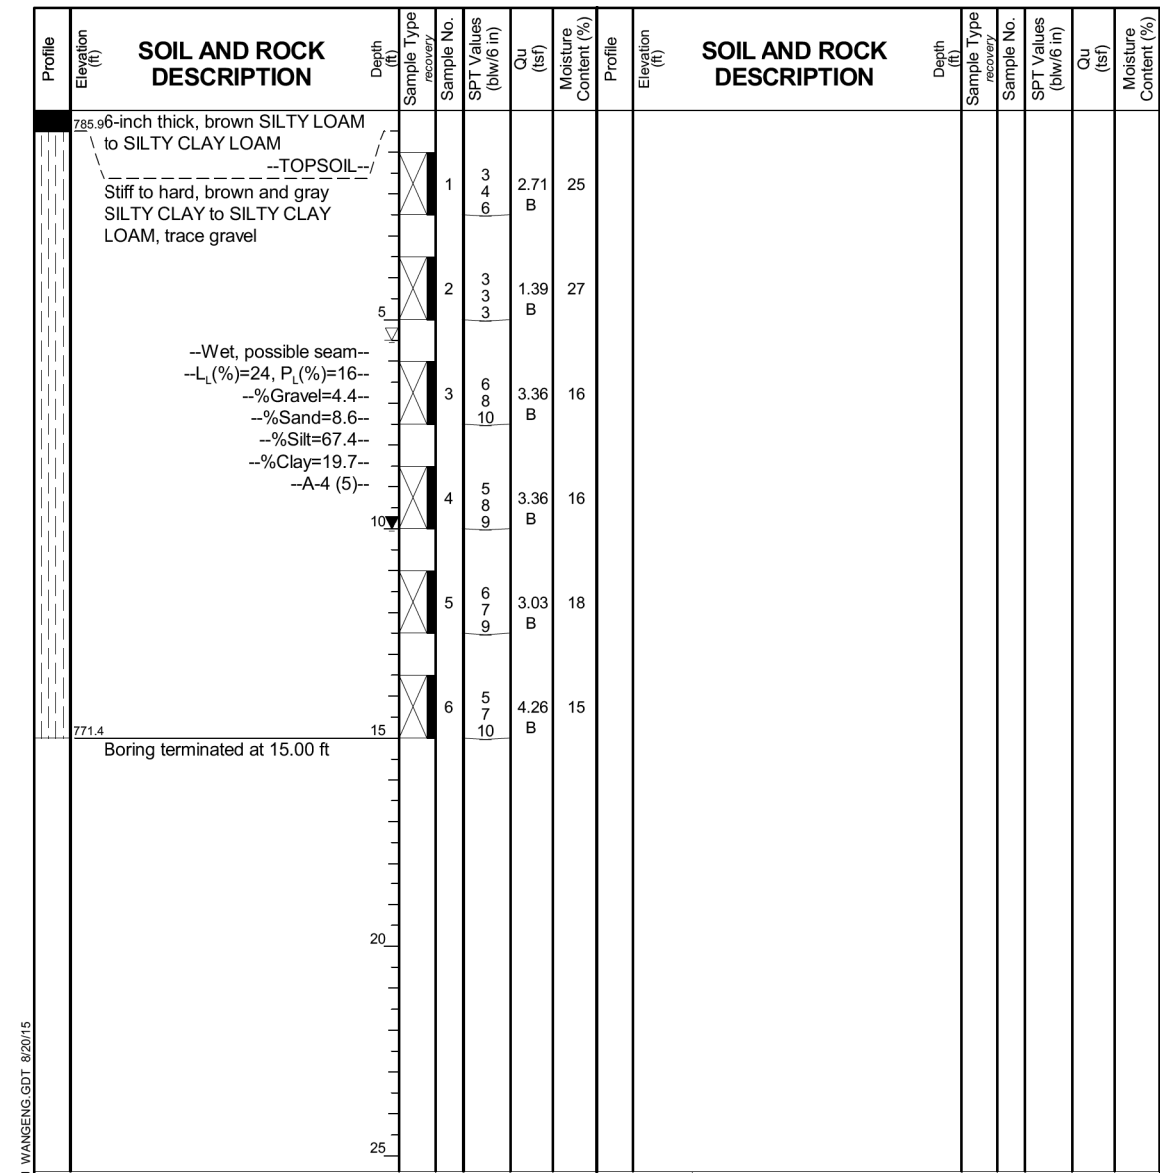 Profile
Elevation
(ft)
SOIL AND ROCK
DESCRIPTION
Depth
(ft)
Sample Type
recovery
Sample No.
SPT Values
(blw/6 in)
Qu
(tsf)
Moisture
Content (%)
Profile
Elevation
(ft)
SOIL AND ROCK
DESCRIPTION
Depth
(ft)
Sample Type
recovery
Sample No.
SPT Values
(blw/6 in)
Qu
(tsf)
Moisture
Content (%)
785.9 6-inch thick, brown SILTY LOAM
to SILTY CLAY LOAM
--TOPSOIL--
Stiff to hard, brown and gray
SILTY CLAY to SILTY CLAY
LOAM, trace gravel
1
3
4
6
2.71
B
25
5
2
3
3
3
1.39
B
27
--Wet, possible seam--
--LL(%)=24, PL(%)=16--
--%Gravel=4.4--
--%Sand=8.6--
--%Silt=67.4--
--%Clay=19.7--
--A-4 (5)--
3
6
8
10
3.36
B
16
10
4
5
8
9
3.36
B
16
5
6
7
9
3.03
B
18
6
5
7
10
4.26
B
15
771.4
15
Boring terminated at 15.00 ft
20
25
WANGENG.GDT 8/20/15